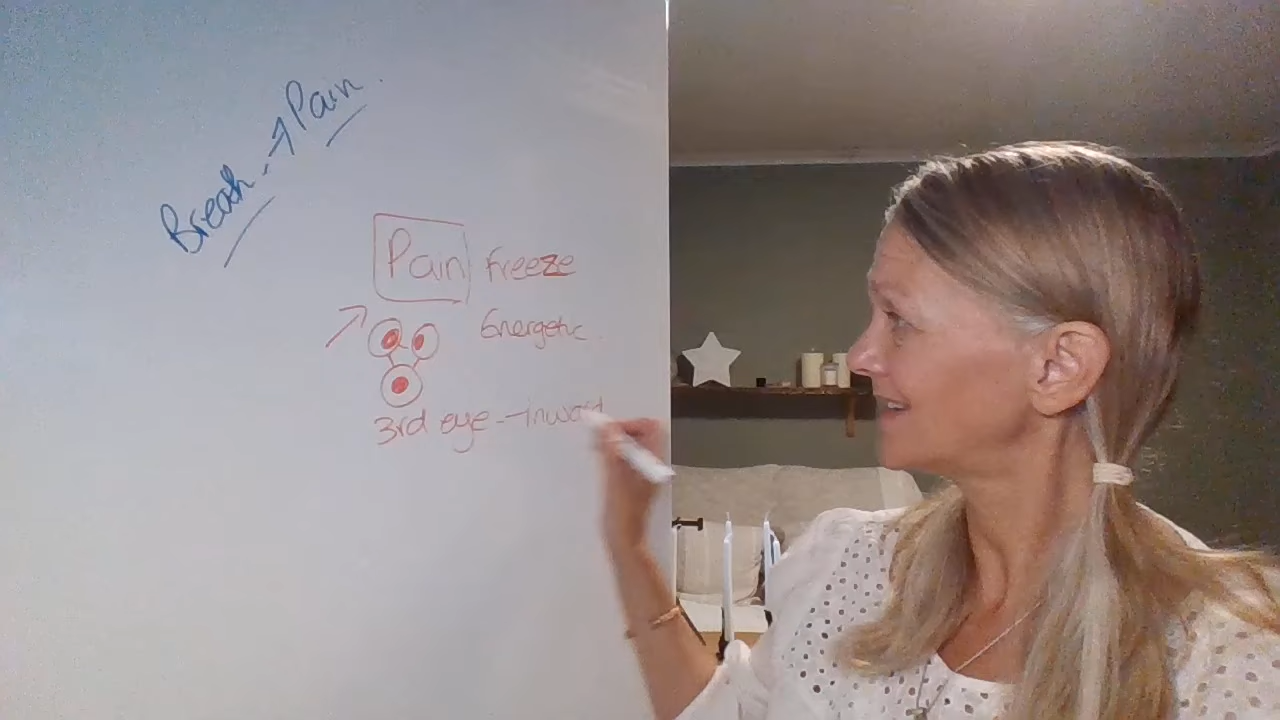 Breath → Pain.
Pain Freeze
Energetic.
3rd eye - inward